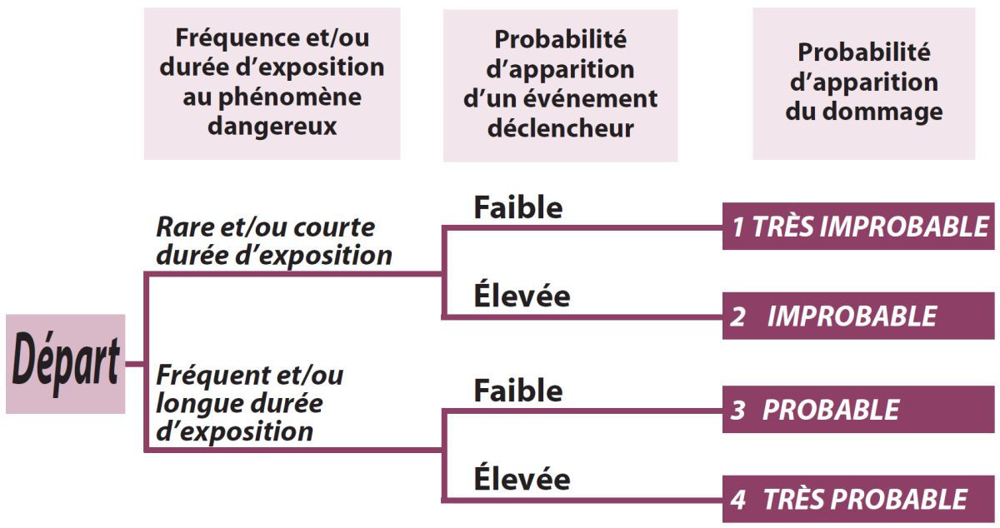 Fréquence et/ou
durée d'exposition
au phénomène
dangereux
Probabilité
d'apparition
d'un événement
déclencheur
Probabilité
d'apparition
du dommage
Départ
Rare et/ou courte
durée d'exposition
Faible
1 TRÈS IMPROBABLE
Élevée
2 IMPROBABLE
Fréquent et/ou
longue durée
d'exposition
Faible
3 PROBABLE
Élevée
4 TRÈS PROBABLE